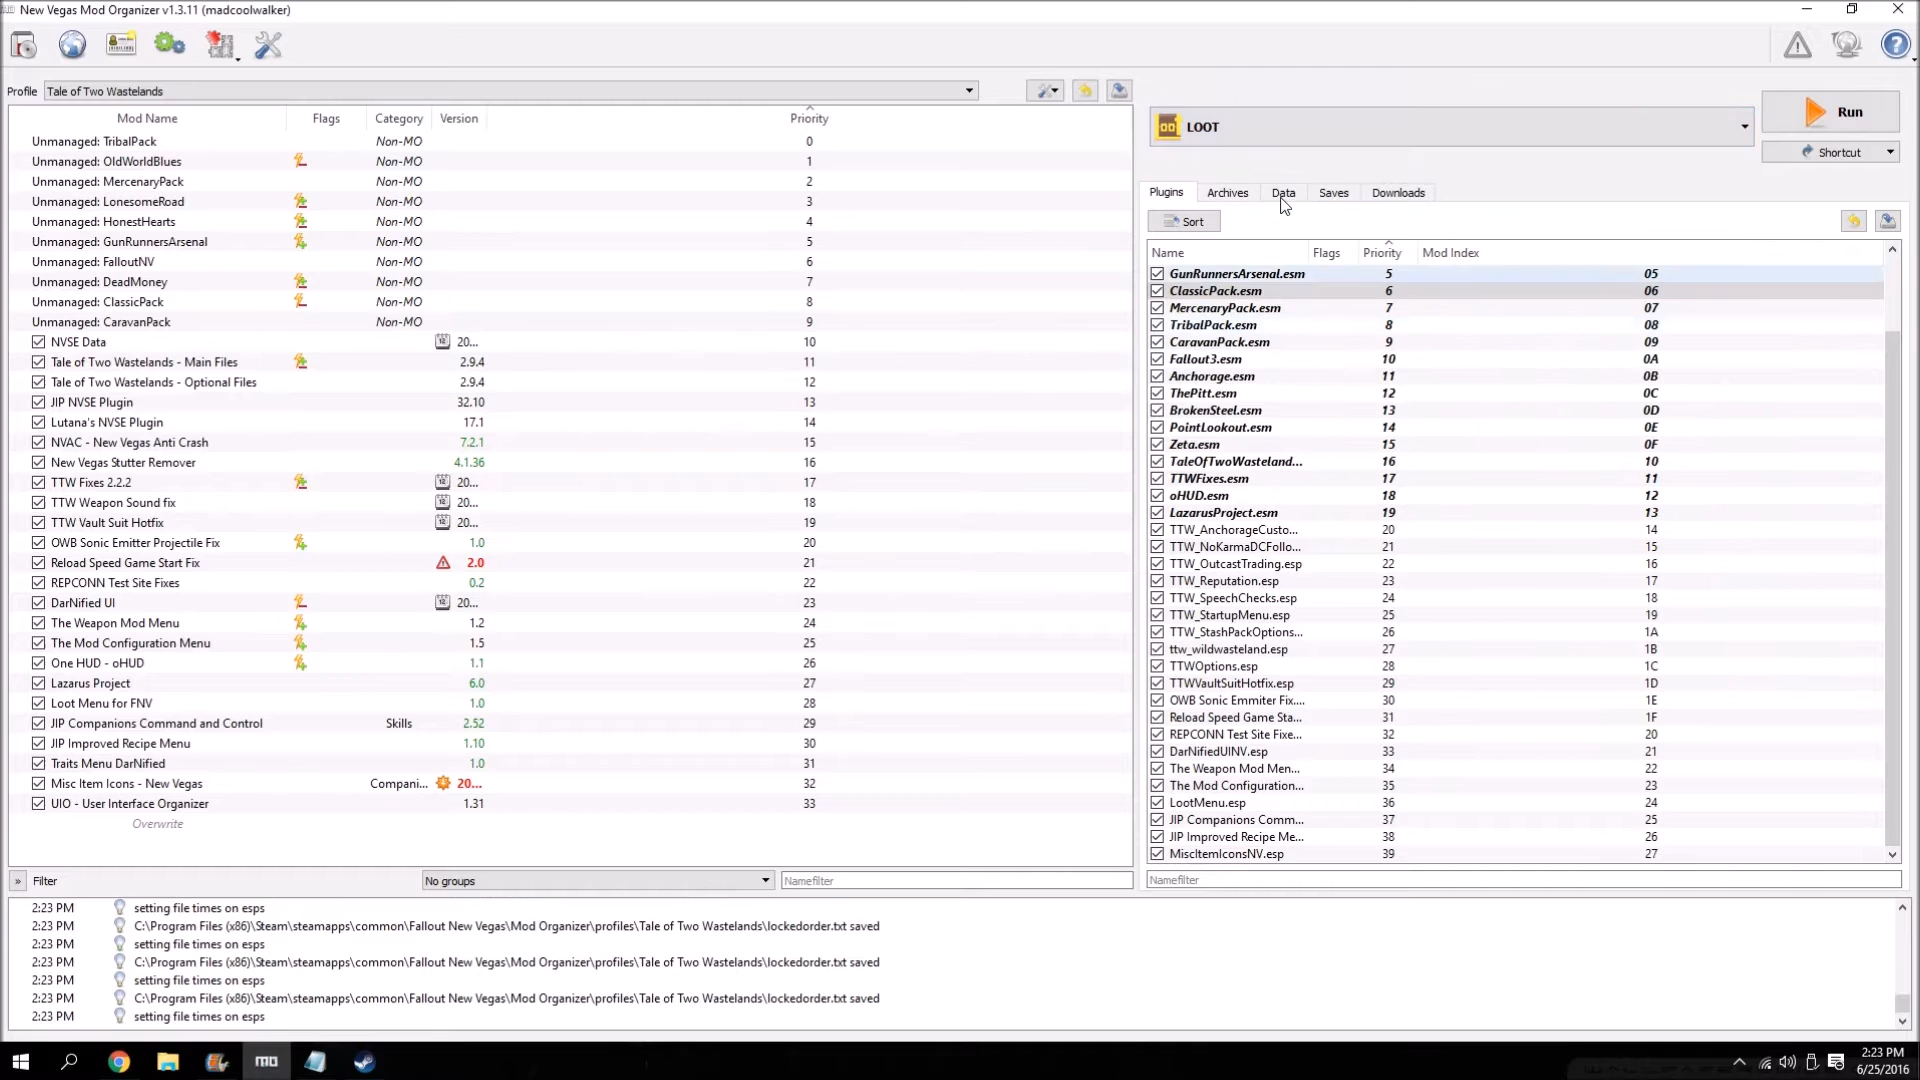 New Vegas Mod Organizer v1.3.11 (madcoolwalker)
Profile Tale of Two Wastelands
Mod Name Flags Category Version Priority
Unmanaged: TribalPack Non-MO 0
Unmanaged: OldWorldBlues Non-MO 1
Unmanaged: MercenaryPack Non-MO 2
Unmanaged: LonesomeRoad Non-MO 3
Unmanaged: HonestHearts Non-MO 4
Unmanaged: GunRunnersArsenal Non-MO 5
Unmanaged: FalloutNV Non-MO 6
Unmanaged: DeadMoney Non-MO 7
Unmanaged: ClassicPack Non-MO 8
Unmanaged: CaravanPack Non-MO 9
NVSE Data 20... 10
Tale of Two Wastelands - Main Files 2.9.4 11
Tale of Two Wastelands - Optional Files 2.9.4 12
JIP NVSE Plugin 32.10 13
Lutana's NVSE Plugin 17.1 14
NVAC - New Vegas Anti Crash 7.2.1 15
New Vegas Stutter Remover 4.1.36 16
TTW Fixes 2.2.2 20... 17
TTW Weapon Sound fix 20... 18
TTW Vault Suit Hotfix 20... 19
OWB Sonic Emitter Projectile Fix 1.0 20
Reload Speed Game Start Fix 2.0 21
REPCONN Test Site Fixes 0.2 22
DarNified UI 20... 23
The Weapon Mod Menu 1.2 24
The Mod Configuration Menu 1.5 25
One HUD - oHUD 1.1 26
Lazarus Project 6.0 27
Loot Menu for FNV 1.0 28
JIP Companions Command and Control Skills 2.52 29
JIP Improved Recipe Menu 1.10 30
Traits Menu DarNified 1.0 31
Misc Item Icons - New Vegas Compani... 20... 32
UIO - User Interface Organizer 1.31 33
Overwrite
» Filter No groups Namefilter
LOOT
Run
Shortcut
Plugins Archives Data Saves Downloads
Sort
Name Flags Priority Mod Index
GunRunnersArsenal.esm 5 05
ClassicPack.esm 6 06
MercenaryPack.esm 7 07
TribalPack.esm 8 08
CaravanPack.esm 9 09
Fallout3.esm 10 0A
Anchorage.esm 11 0B
ThePitt.esm 12 0C
BrokenSteel.esm 13 0D
PointLookout.esm 14 0E
Zeta.esm 15 0F
TaleOfTwoWasteland... 16 10
TTWFixes.esm 17 11
oHUD.esm 18 12
LazarusProject.esm 19 13
TTW_AnchorageCusto... 20 14
TTW_NoKarmaDCFollo... 21 15
TTW_OutcastTrading.esp 22 16
TTW_Reputation.esp 23 17
TTW_SpeechChecks.esp 24 18
TTW_StartupMenu.esp 25 19
TTW_StashPackOptions... 26 1A
ttw_wildwasteland.esp 27 1B
TTWOptions.esp 28 1C
TTWVaultSuitHotfix.esp 29 1D
OWB Sonic Emmiter Fix.... 30 1E
Reload Speed Game Sta... 31 1F
REPCONN Test Site Fixe... 32 20
DarNifiedUINV.esp 33 21
The Weapon Mod Men... 34 22
The Mod Configuration... 35 23
LootMenu.esp 36 24
JIP Companions Comm... 37 25
JIP Improved Recipe Me... 38 26
MiscItemIconsNV.esp 39 27
Namefilter
2:23 PM setting file times on esps
2:23 PM C:\Program Files (x86)\Steam\steamapps\common\Fallout New Vegas\Mod Organizer\profiles\Tale of Two Wastelands\lockedorder.txt saved
2:23 PM setting file times on esps
2:23 PM C:\Program Files (x86)\Steam\steamapps\common\Fallout New Vegas\Mod Organizer\profiles\Tale of Two Wastelands\lockedorder.txt saved
2:23 PM setting file times on esps
2:23 PM C:\Program Files (x86)\Steam\steamapps\common\Fallout New Vegas\Mod Organizer\profiles\Tale of Two Wastelands\lockedorder.txt saved
2:23 PM setting file times on esps
MO
2:23 PM
6/25/2016